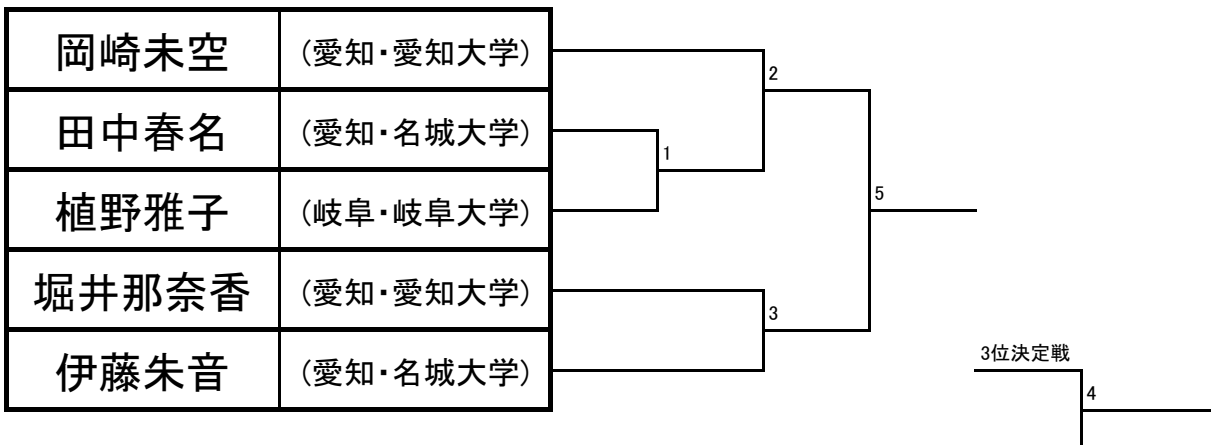 岡崎未空 (愛知・愛知大学)
2
田中春名 (愛知・名城大学)
1
植野雅子 (岐阜・岐阜大学)
5
堀井那奈香 (愛知・愛知大学)
3
伊藤朱音 (愛知・名城大学)
3位決定戦
4